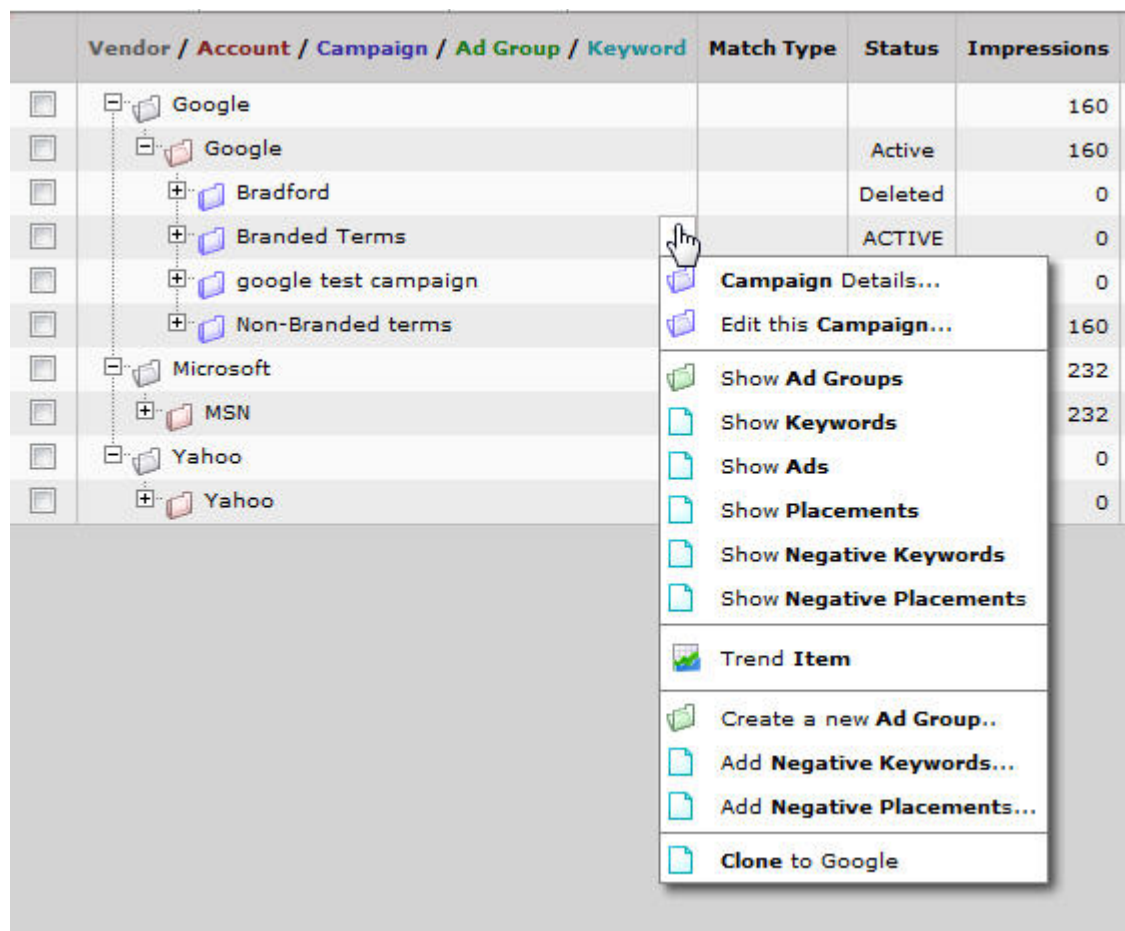 Vendor / Account / Campaign / Ad Group / Keyword Match Type Status Impressions
Google 160
Google Active 160
Bradford Deleted 0
Branded Terms ACTIVE 0
google test campaign 0
Non-Branded terms 160
Microsoft 232
MSN 232
Yahoo 0
Yahoo 0
Campaign Details...
Edit this Campaign...
Show Ad Groups
Show Keywords
Show Ads
Show Placements
Show Negative Keywords
Show Negative Placements
Trend Item
Create a new Ad Group..
Add Negative Keywords...
Add Negative Placements...
Clone to Google